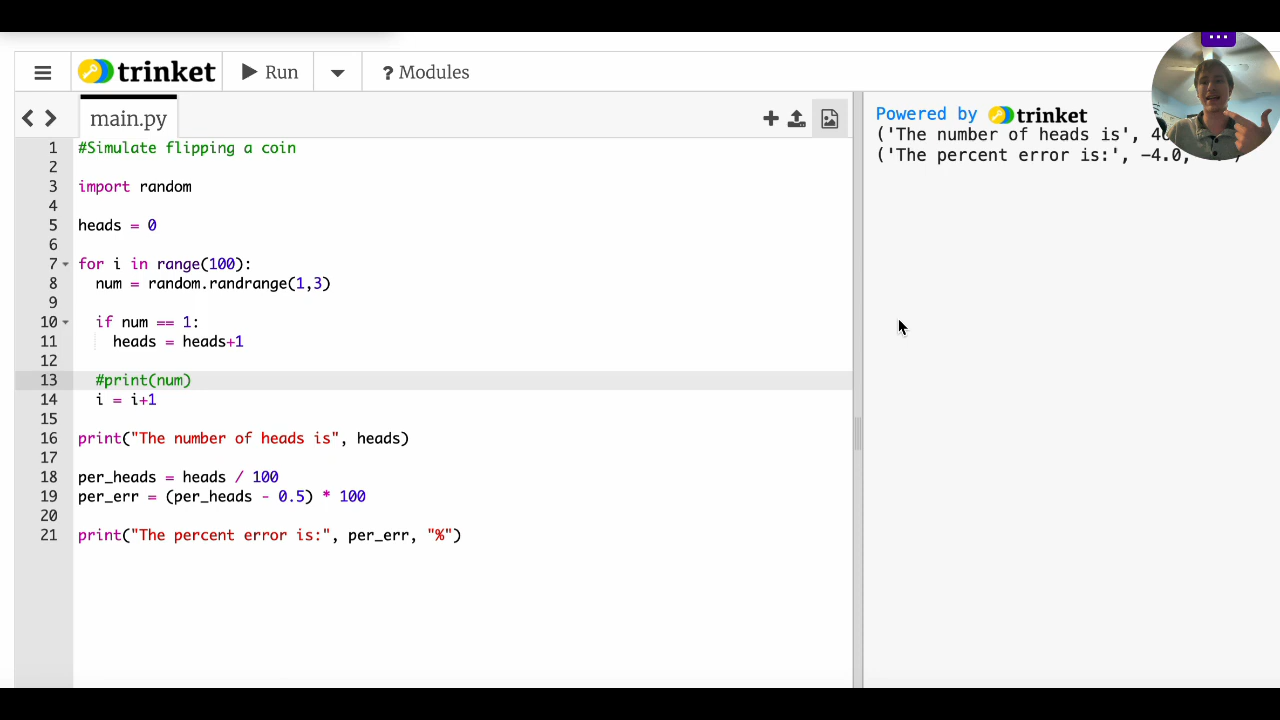 trinket
Run
? Modules
main.py
Powered by trinket
1 #Simulate flipping a coin
2
3 import random
4
5 heads = 0
6
7 for i in range(100):
8 num = random.randrange(1,3)
9
10 if num == 1:
11 heads = heads+1
12
13 #print(num)
14 i = i+1
15
16 print("The number of heads is", heads)
17
18 per_heads = heads / 100
19 per_err = (per_heads - 0.5) * 100
20
21 print("The percent error is:", per_err, "%")
('The number of heads is',
('The percent error is:', -4.0,